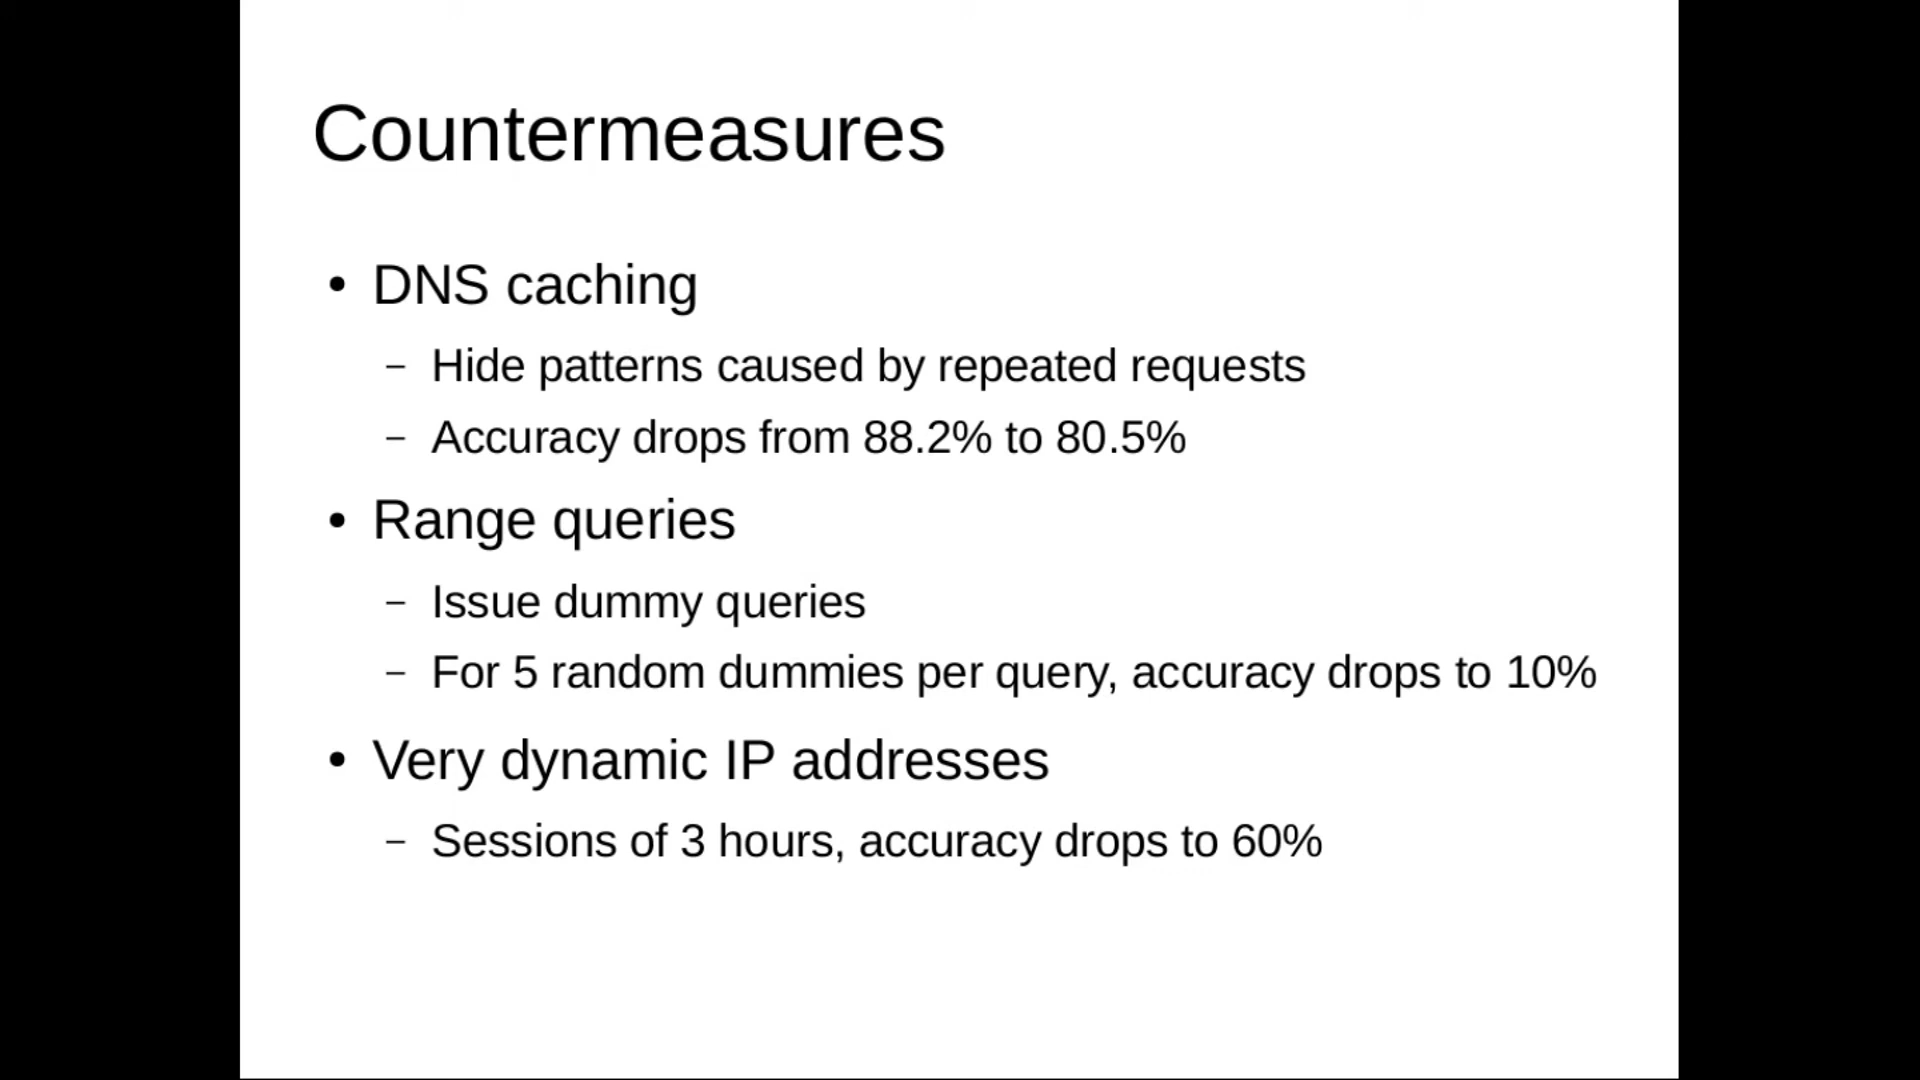 Countermeasures
• DNS caching
– Hide patterns caused by repeated requests
– Accuracy drops from 88.2% to 80.5%
• Range queries
– Issue dummy queries
– For 5 random dummies per query, accuracy drops to 10%
• Very dynamic IP addresses
– Sessions of 3 hours, accuracy drops to 60%